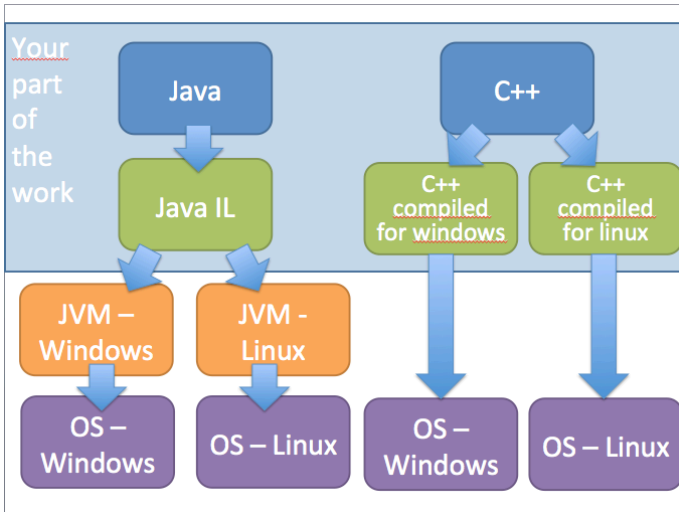 Your
part
of
the
work
Java
C++
Java IL
C++
compiled
for windows
C++
compiled
for linux
JVM –
Windows
JVM -
Linux
OS –
Windows
OS – Linux
OS –
Windows
OS – Linux